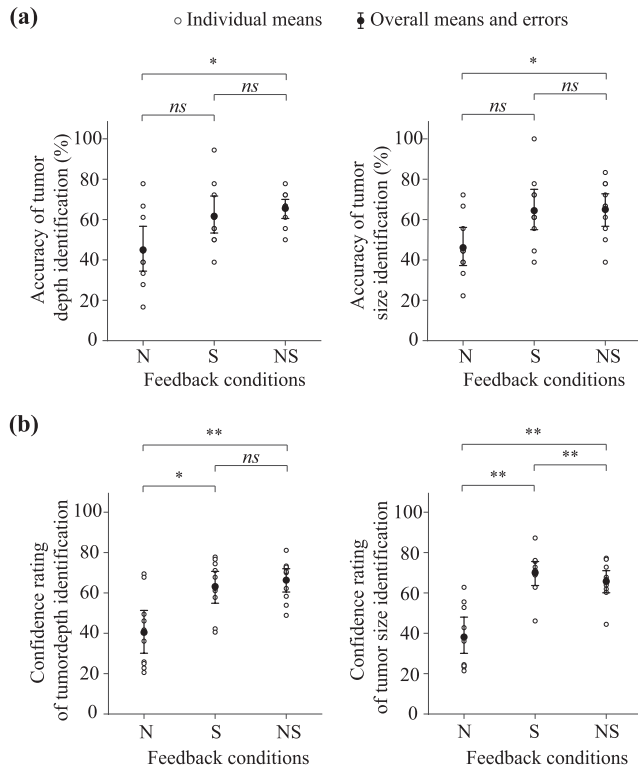 (a)
○ Individual means
Overall means and errors
*
ns
ns
Accuracy of tumor
depth identification (%)
100
80
60
40
20
0
N
S
NS
Feedback conditions
*
ns
ns
Accuracy of tumor
size identification (%)
100
80
60
40
20
0
N
S
NS
Feedback conditions
(b)
**
ns
*
Confidence rating
of tumordepth identification
100
80
60
40
20
0
N
S
NS
Feedback conditions
**
**
**
Confidence rating
of tumor size identification
100
80
60
40
20
0
N
S
NS
Feedback conditions